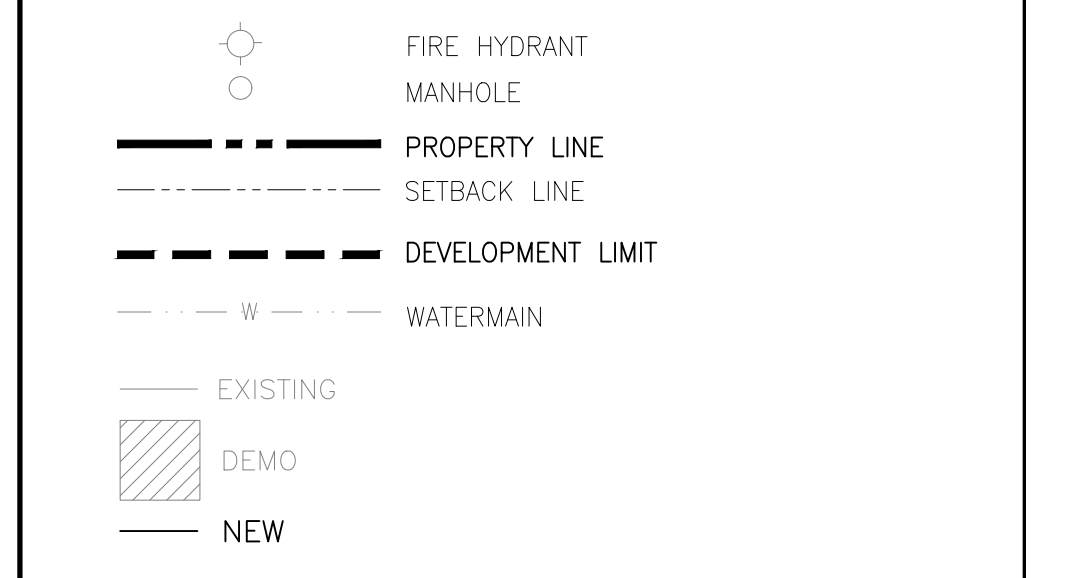 FIRE HYDRANT
MANHOLE
PROPERTY LINE
SETBACK LINE
DEVELOPMENT LIMIT
W WATERMAIN
EXISTING
DEMO
NEW